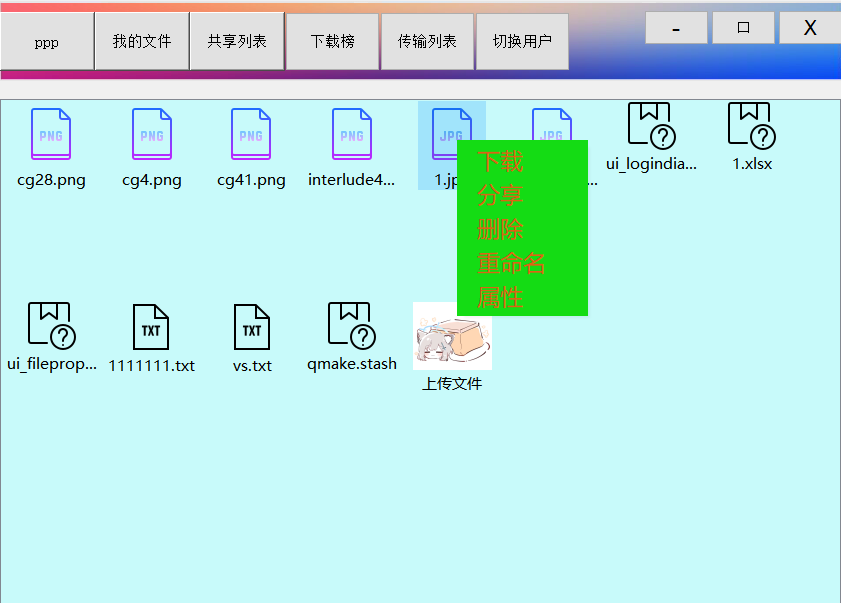 ppp
我的文件
共享列表
下载榜
传输列表
切换用户
-
X
PNG
PNG
PNG
PNG
JPG
JPG
cg28.png
cg4.png
cg41.png
interlude4...
1.jp
...
ui_logindia...
1.xlsx
下载
分享
删除
重命名
属性
TXT
TXT
ui_fileprop...
1111111.txt
vs.txt
qmake.stash
上传文件